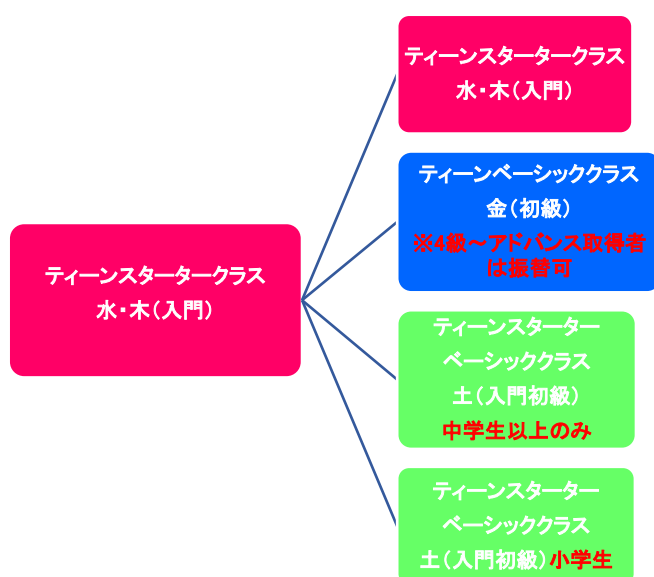 ティーンスタータークラス
水・木（入門）
ティーンスタータークラス
水・木（入門）
ティーンベーシッククラス
金（初級）
※4級～アドバンス取得者
は振替可
ティーンスターター
ベーシッククラス
土（入門初級）
中学生以上のみ
ティーンスターター
ベーシッククラス
土（入門初級）小学生